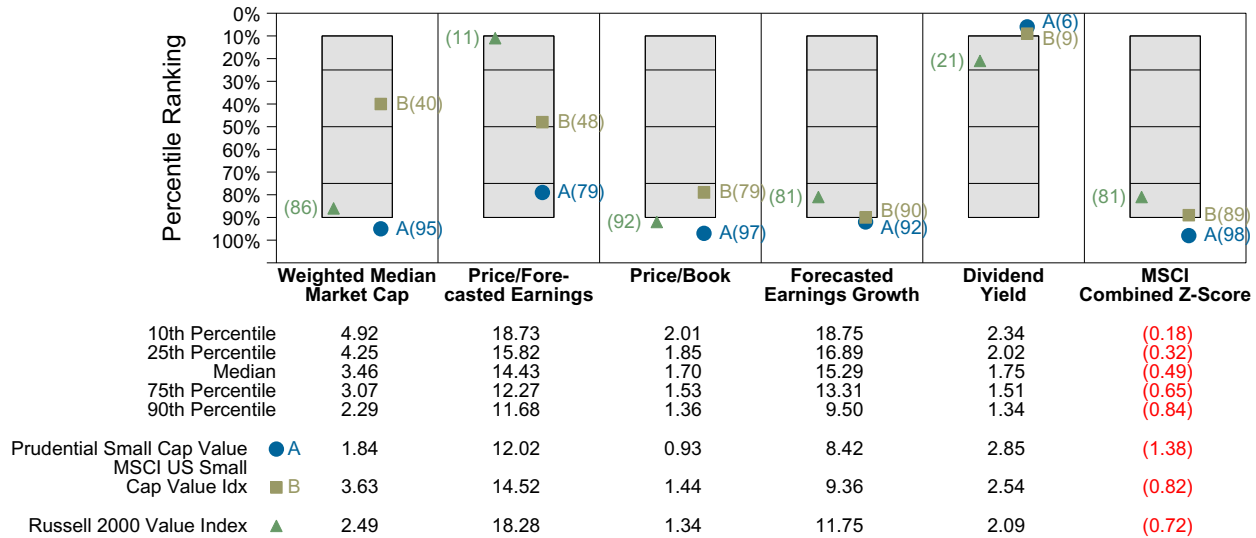 Percentile Ranking
0%
10%
20%
30%
40%
50%
60%
70%
80%
90%
100%
(86)
B(40)
A(95)
(11)
B(48)
A(79)
(92)
B(79)
A(97)
(81)
B(90)
A(92)
(21)
A(6)
B(9)
(81)
B(89)
A(98)
Weighted Median Price/Fore- Price/Book Forecasted Dividend MSCI
Market Cap casted Earnings Earnings Growth Yield Combined Z-Score
10th Percentile 4.92 18.73 2.01 18.75 2.34 (0.18)
25th Percentile 4.25 15.82 1.85 16.89 2.02 (0.32)
Median 3.46 14.43 1.70 15.29 1.75 (0.49)
75th Percentile 3.07 12.27 1.53 13.31 1.51 (0.65)
90th Percentile 2.29 11.68 1.36 9.50 1.34 (0.84)
Prudential Small Cap Value A 1.84 12.02 0.93 8.42 2.85 (1.38)
MSCI US Small
Cap Value Idx B 3.63 14.52 1.44 9.36 2.54 (0.82)
Russell 2000 Value Index 2.49 18.28 1.34 11.75 2.09 (0.72)